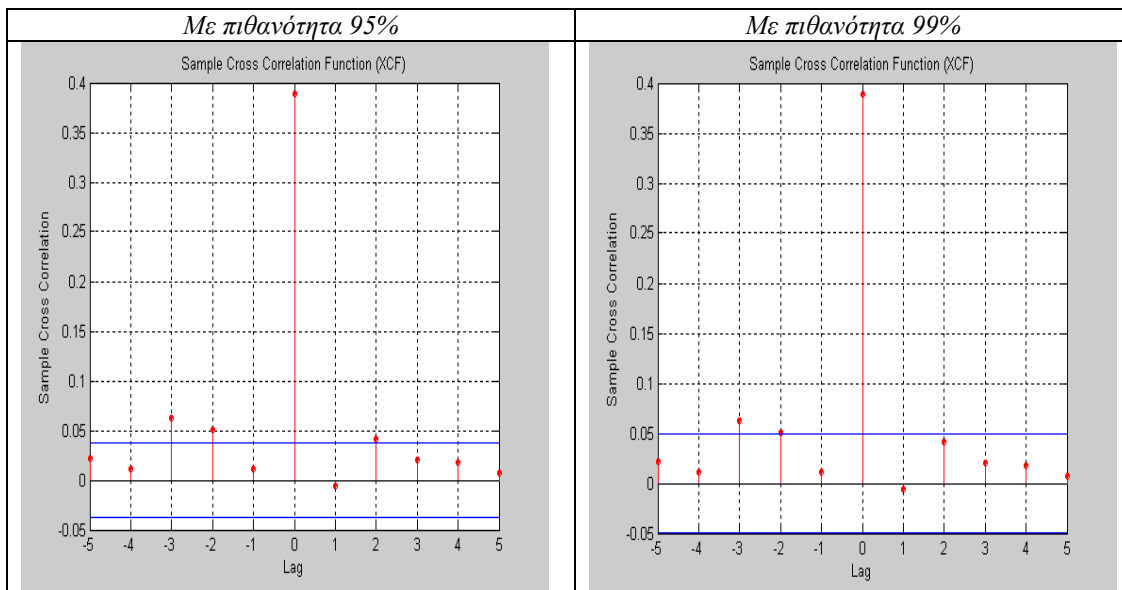 Με πιθανότητα 95%
Με πιθανότητα 99%
Sample Cross Correlation Function (XCF)
Sample Cross Correlation
0.4
0.35
0.3
0.25
0.2
0.15
0.1
0.05
0
-0.05
-5 -4 -3 -2 -1 0 1 2 3 4 5
Lag
Sample Cross Correlation Function (XCF)
Sample Cross Correlation
0.4
0.35
0.3
0.25
0.2
0.15
0.1
0.05
0
-0.05
-5 -4 -3 -2 -1 0 1 2 3 4 5
Lag